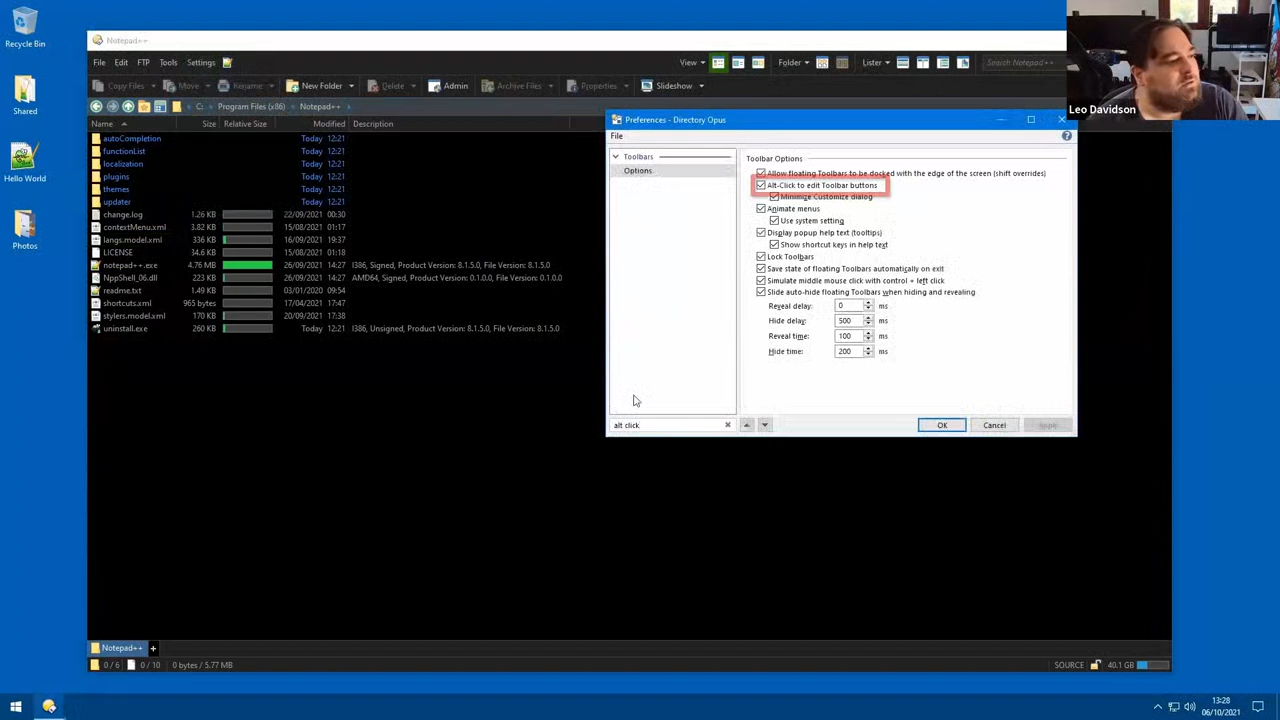 Recycle Bin
Shared
Hello World
Photos
Notepad++
File Edit FTP Tools Settings
View Folder Lister Search Notepad++
Copy Files Move Rename New Folder Delete Admin Archive Files Properties Slideshow
C: Program Files (x86) Notepad++
Name Size Relative Size Modified Description
autoCompletion Today 12:21
functionList Today 12:21
localization Today 12:21
plugins Today 12:21
themes Today 12:21
updater Today 12:21
change.log 1.26 KB 22/09/2021 00:30
contextMenu.xml 3.82 KB 15/08/2021 01:17
langs.model.xml 336 KB 16/09/2021 19:37
LICENSE 34.6 KB 15/08/2021 01:18
notepad++.exe 4.76 MB 26/09/2021 14:27 I386, Signed, Product Version: 8.1.5.0, File Version: 8.1.5.0
NppShell_06.dll 223 KB 26/09/2021 14:27 AMD64, Signed, Product Version: 0.1.0.0, File Version: 0.1.0.0
readme.txt 1.49 KB 03/01/2020 09:54
shortcuts.xml 965 bytes 17/04/2021 17:47
stylers.model.xml 170 KB 20/09/2021 17:38
uninstall.exe 260 KB Today 12:21 I386, Unsigned, Product Version: 8.1.5.0, File Version: 8.1.5.0
Notepad++ +
0 / 6 0 / 10 0 bytes / 5.77 MB
SOURCE 40.1 GB
Leo Davidson
Preferences - Directory Opus
File
Toolbars
Options
alt click
Toolbar Options
Allow floating Toolbars to be docked with the edge of the screen (shift overrides)
Alt-Click to edit Toolbar buttons
Minimize Customize dialog
Animate menus
Use system setting
Display popup help text (tooltips)
Show shortcut keys in help text
Lock Toolbars
Save state of floating Toolbars automatically on exit
Simulate middle mouse click with control + left click
Slide auto-hide floating Toolbars when hiding and revealing
Reveal delay: 0 ms
Hide delay: 500 ms
Reveal time: 100 ms
Hide time: 200 ms
OK Cancel Apply
13:28
06/10/2021